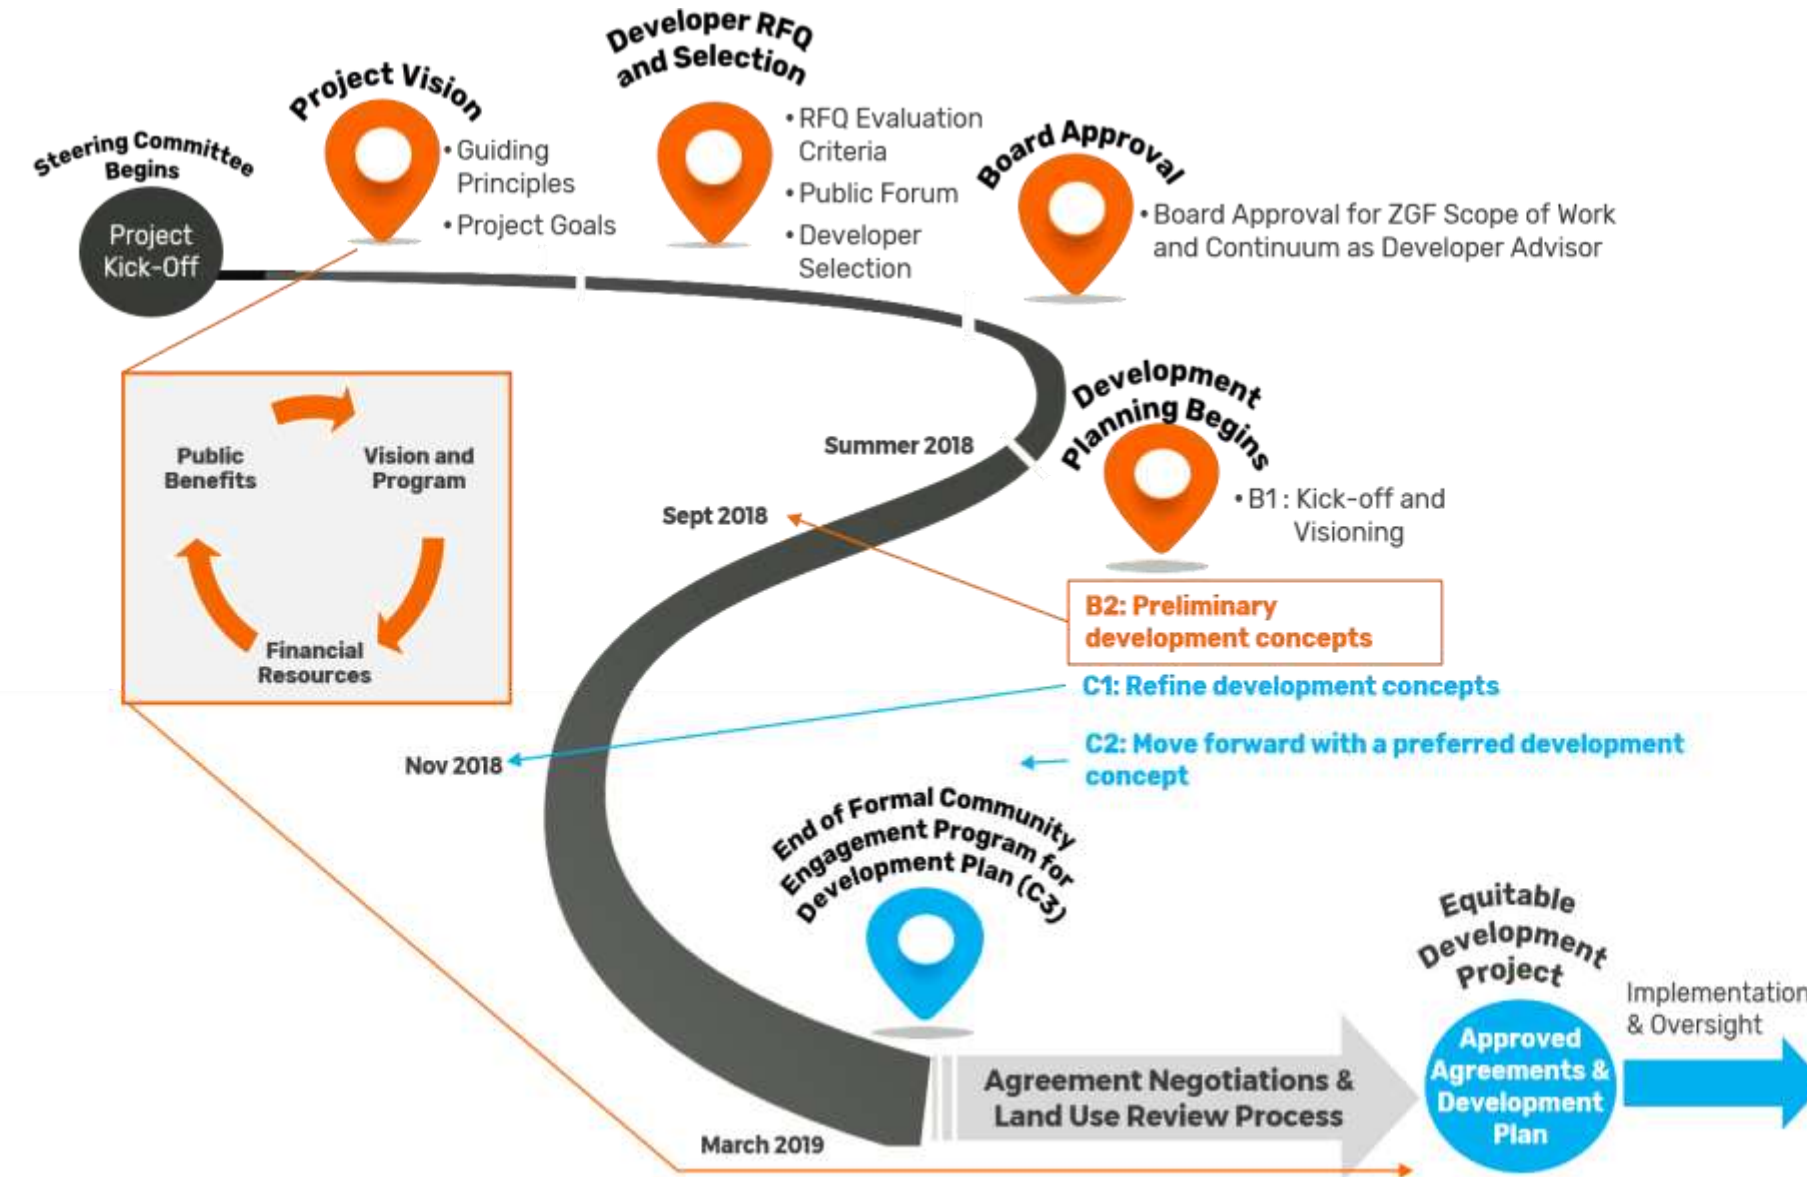 Steering Committee
Begins
Project
Kick-Off
Project Vision
• Guiding
Principles
• Project Goals
Developer RFQ
and Selection
• RFQ Evaluation
Criteria
• Public Forum
• Developer
Selection
Board Approval
• Board Approval for ZGF Scope of Work
and Continuum as Developer Advisor
Development
Planning Begins
• B1 : Kick-off and
Visioning
Summer 2018
Sept 2018
B2: Preliminary
development concepts
C1: Refine development concepts
Nov 2018
C2: Move forward with a preferred development
concept
Public
Benefits
Vision and
Program
Financial
Resources
End of Formal Community
Engagement Program for
Development Plan (C3)
March 2019
Agreement Negotiations &
Land Use Review Process
Equitable
Development
Project
Approved
Agreements &
Development
Plan
Implementation
& Oversight